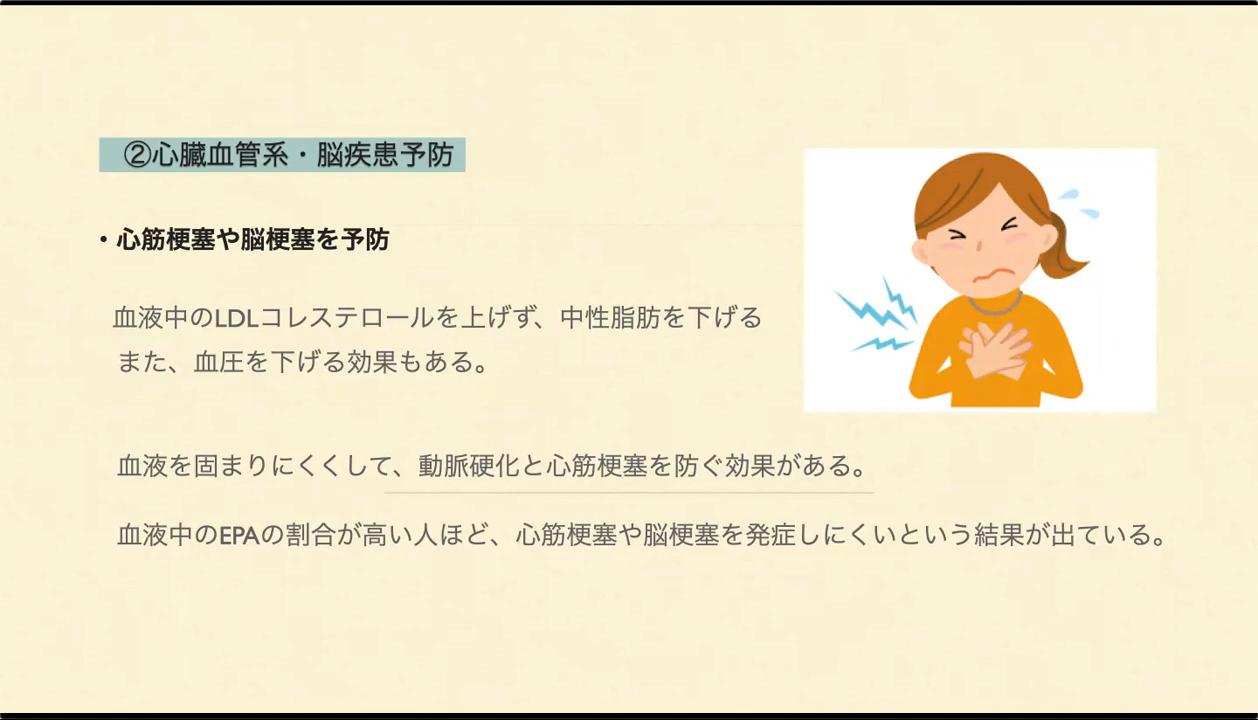 ②心臓血管系・脳疾患予防
・心筋梗塞や脳梗塞を予防
血液中のLDLコレステロールを上げず、中性脂肪を下げる
また、血圧を下げる効果もある。
血液を固まりにくくして、動脈硬化と心筋梗塞を防ぐ効果がある。
血液中のEPAの割合が高い人ほど、心筋梗塞や脳梗塞を発症しにくいという結果が出ている。